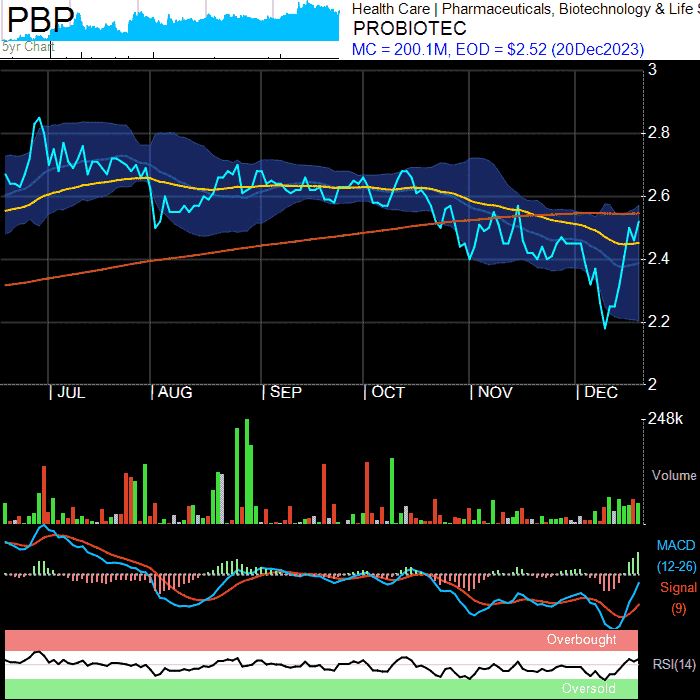 PBP
5yr Chart
Health Care | Pharmaceuticals, Biotechnology & Life S
PROBIOTEC
MC = 200.1M, EOD = $2.52 (20Dec2023)
3
2.8
2.6
2.4
2.2
2
| JUL | AUG | SEP | OCT | NOV | DEC
248k
Volume
MACD
(12-26)
Signal
(9)
Overbought
RSI(14)
Oversold